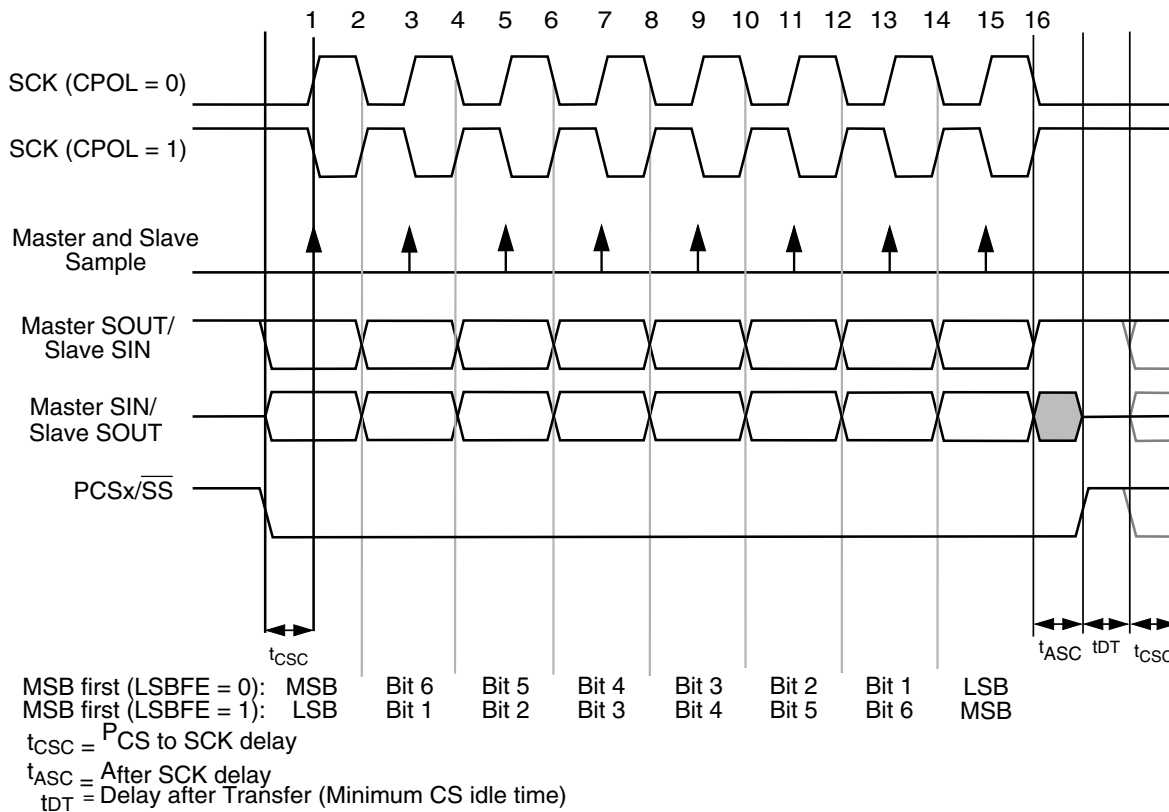 1 2 3 4 5 6 7 8 9 10 11 12 13 14 15 16
SCK (CPOL = 0)
SCK (CPOL = 1)
Master and Slave
Sample
Master SOUT/
Slave SIN
Master SIN/
Slave SOUT
PCSx/SS
tCSC tASC tDT tCSC
MSB first (LSBFE = 0): MSB Bit 6 Bit 5 Bit 4 Bit 3 Bit 2 Bit 1 LSB
MSB first (LSBFE = 1): LSB Bit 1 Bit 2 Bit 3 Bit 4 Bit 5 Bit 6 MSB
tCSC = PCS to SCK delay
tASC = After SCK delay
tDT = Delay after Transfer (Minimum CS idle time)